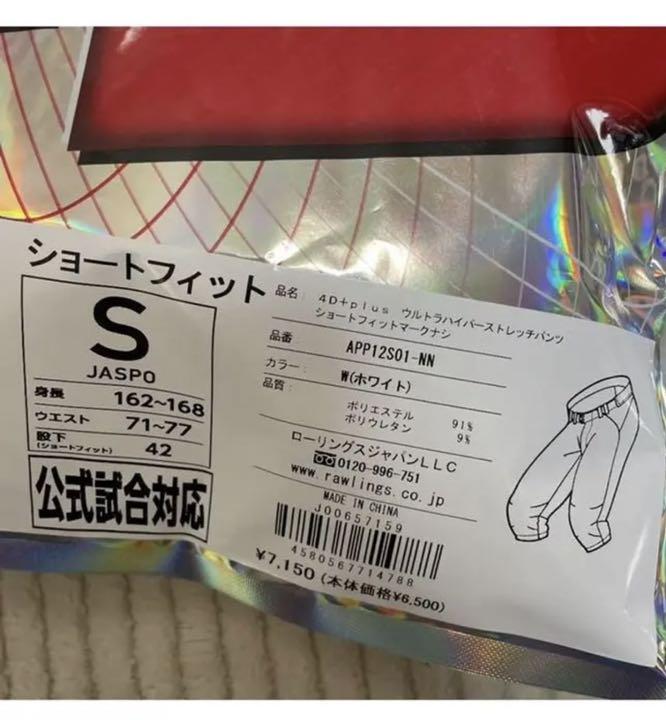 ショートフィット
S
JASPO
身長 162~168
ウエスト 71~77
股下 (ショートフィット) 42
公式試合対応
品名: 4D+plus ウルトラハイパーストレッチパンツ
ショートフィットマークナシ
品番: APP12S01-NN
カラー: W(ホワイト)
品質:
ポリエステル 91%
ポリウレタン 9%
ローリングスジャパンLLC
0120-996-751
www.rawlings.co.jp
MADE IN CHINA
J00657159
4580567714788
¥7,150(本体価格¥6,500)